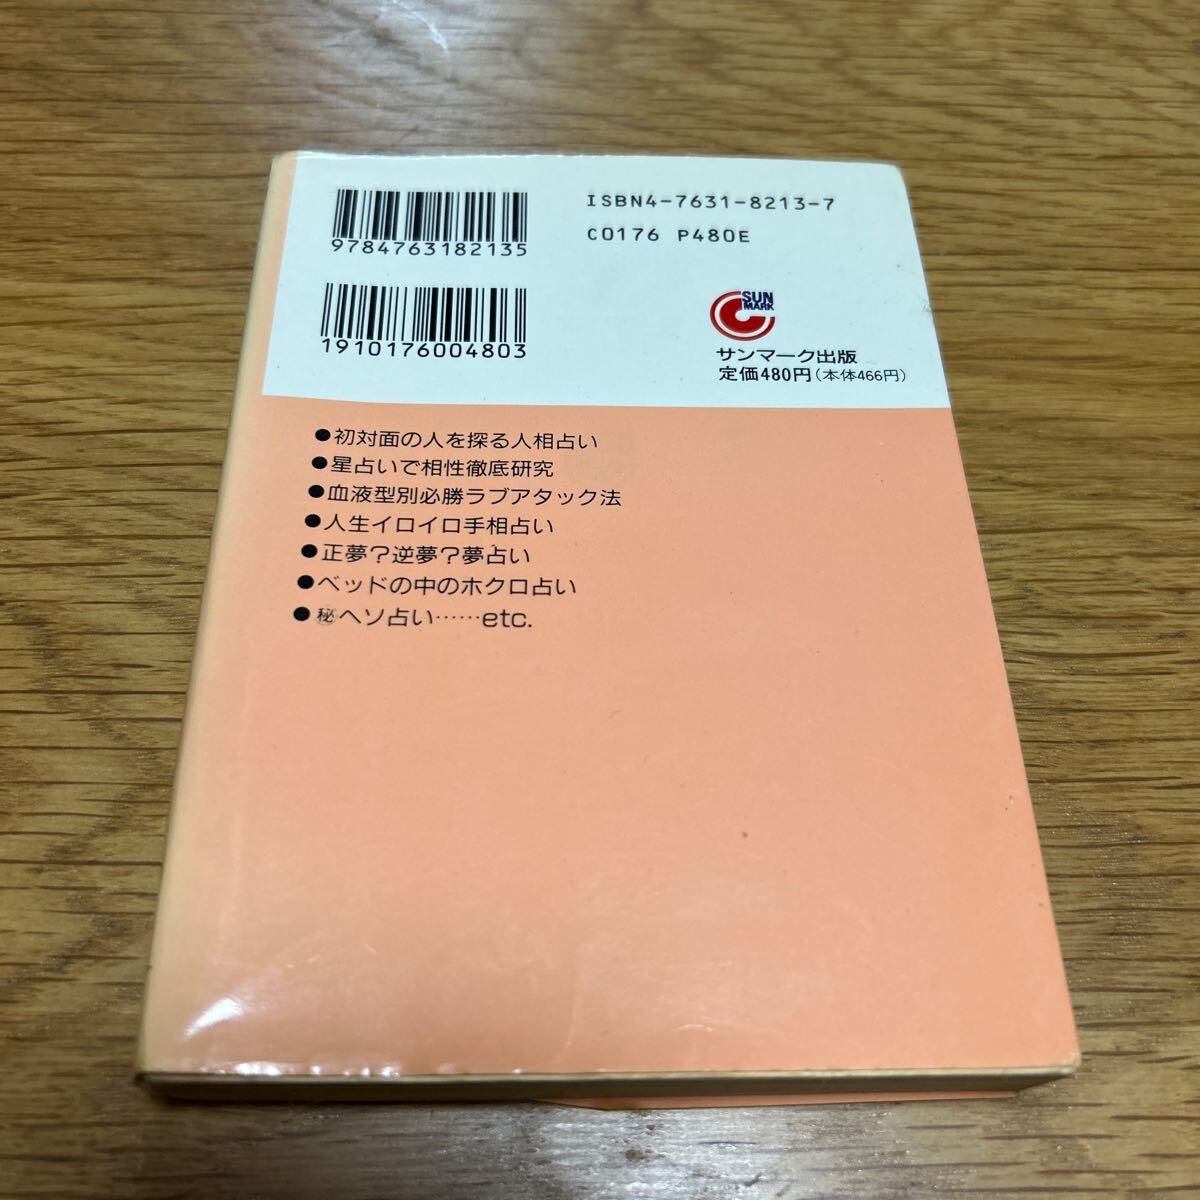 9784763182135
ISBN4-7631-8213-7
C0176 P480E
1910176004803
SUN
MARK
サンマーク出版
定価480円(本体466円)
●初対面の人を探る人相占い
●星占いで相性徹底研究
●血液型別必勝ラブアタック法
●人生イロイロ手相占い
●正夢?逆夢?夢占い
●ベッドの中のホクロ占い
●㊙ヘソ占い……etc.